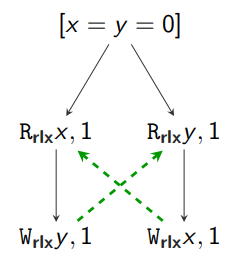 [x = y = 0]
R_rlx x, 1 R_rlx y, 1
W_rlx y, 1 W_rlx x, 1